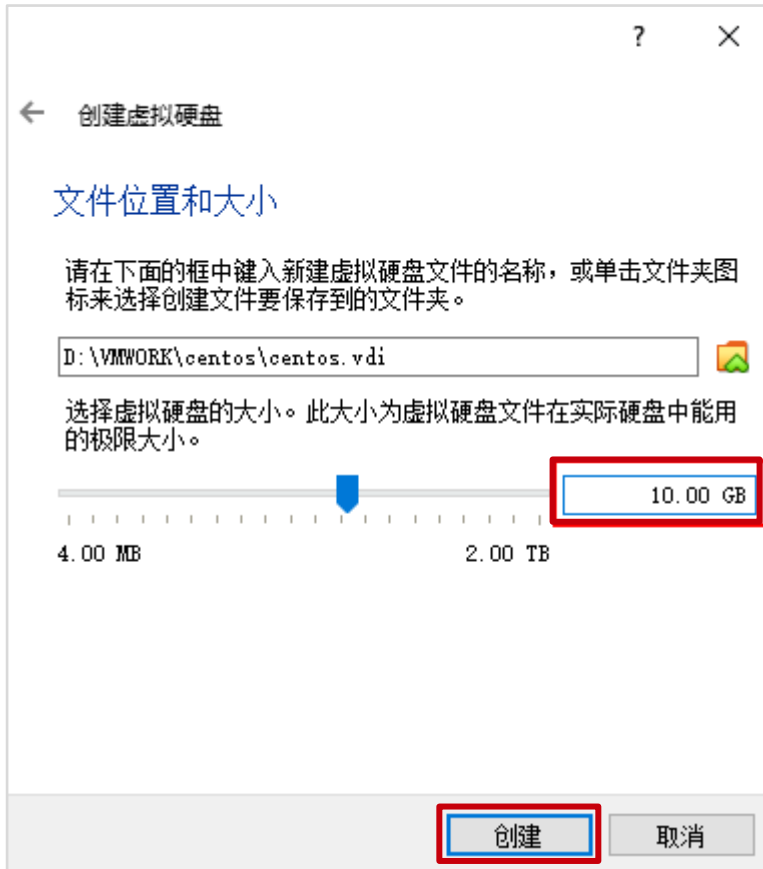 ?
创建虚拟硬盘
文件位置和大小
请在下面的框中键入新建虚拟硬盘文件的名称，或单击文件夹图
标来选择创建文件要保存到的文件夹。
D:\VMWORK\centos\centos.vdi
选择虚拟硬盘的大小。此大小为虚拟硬盘文件在实际硬盘中能用
的极限大小。
10.00 GB
4.00 MB 2.00 TB
创建 取消